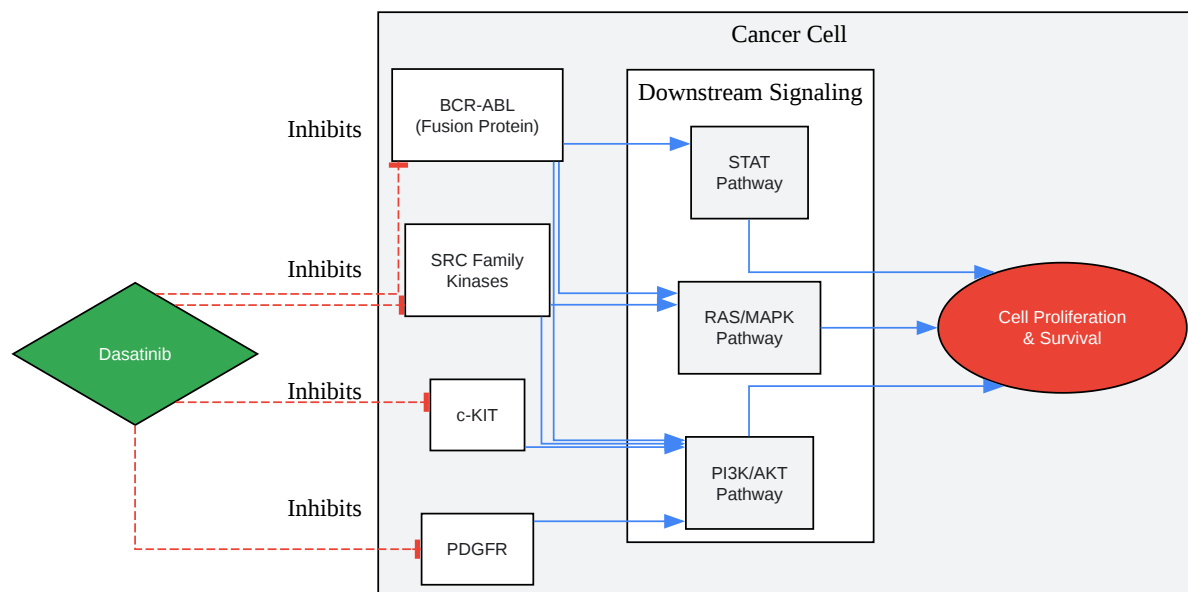 Cancer Cell
Downstream Signaling
BCR-ABL
(Fusion Protein)
Inhibits
STAT
Pathway
SRC Family
Kinases
Inhibits
RAS/MAPK
Pathway
Cell Proliferation
& Survival
Dasatinib
Inhibits
c-KIT
PI3K/AKT
Pathway
Inhibits
PDGFR